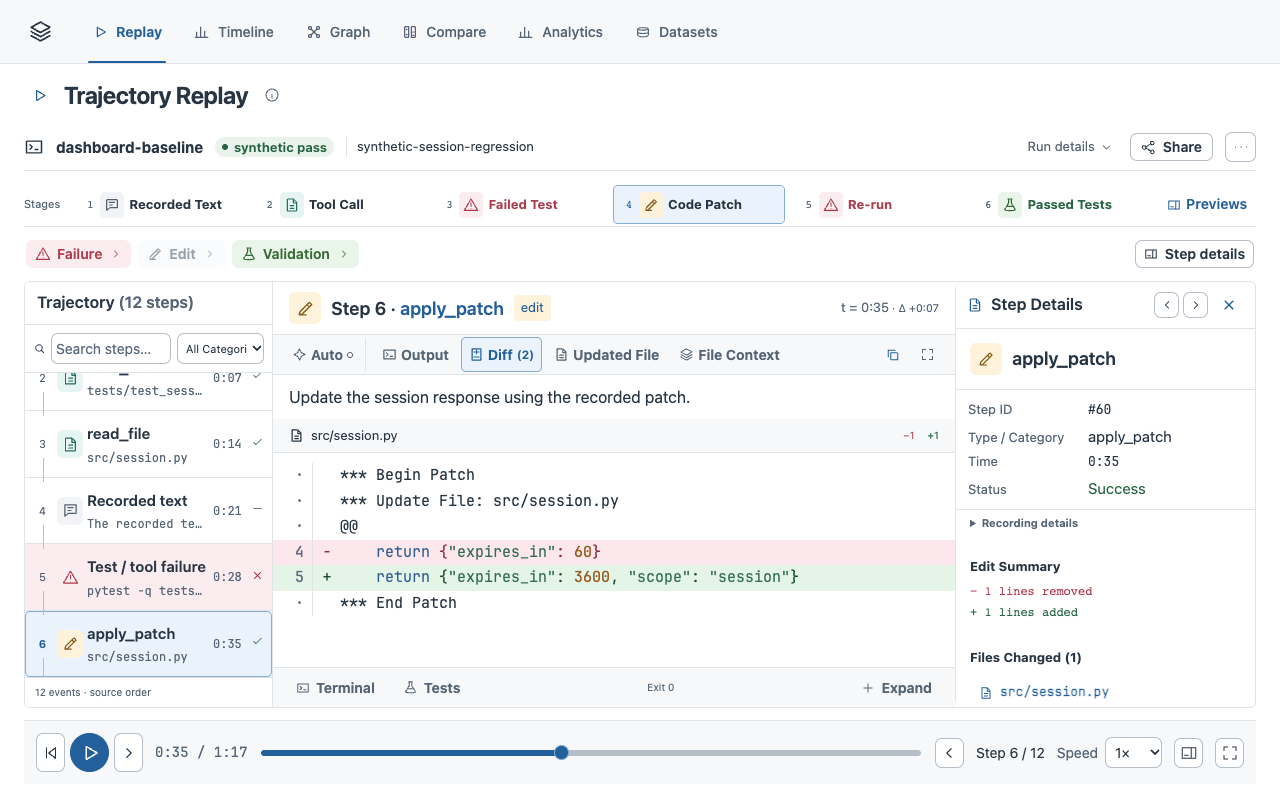 Replay
Timeline
Graph
Compare
Analytics
Datasets
Trajectory Replay
dashboard-baseline
synthetic pass
synthetic-session-regression
Run details
Share
Stages
1 Recorded Text
2 Tool Call
3 Failed Test
4 Code Patch
5 Re-run
6 Passed Tests
Previews
Failure
Edit
Validation
Step details
Trajectory (12 steps)
Search steps...
All Categori
2 0:07
tests/test_sess…
3 read_file 0:14
src/session.py
4 Recorded text 0:21
The recorded te…
5 Test / tool failure 0:28
pytest -q tests…
6 apply_patch 0:35
src/session.py
12 events · source order
Step 6 · apply_patch
edit
t = 0:35 · Δ +0:07
Auto
Output
Diff (2)
Updated File
File Context
Update the session response using the recorded patch.
src/session.py
−1 +1
· *** Begin Patch
· *** Update File: src/session.py
· @@
4 - return {"expires_in": 60}
5 + return {"expires_in": 3600, "scope": "session"}
· *** End Patch
Terminal
Tests
Exit 0
Expand
Step Details
apply_patch
Step ID #60
Type / Category apply_patch
Time 0:35
Status Success
Recording details
Edit Summary
− 1 lines removed
+ 1 lines added
Files Changed (1)
src/session.py
0:35 / 1:17
Step 6 / 12
Speed
1×